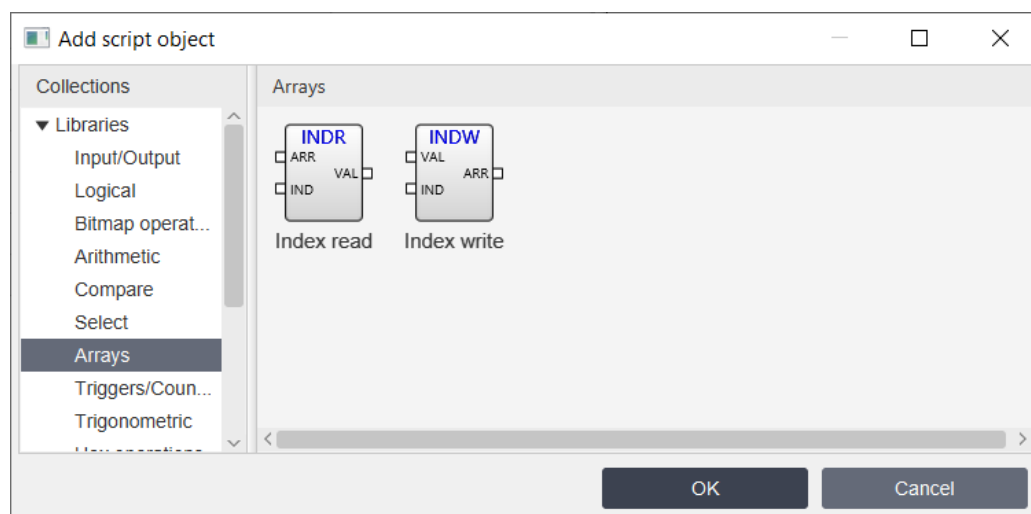 Add script object
Collections
Arrays
Libraries
Input/Output
Logical
Bitmap operat...
Arithmetic
Compare
Select
Arrays
Triggers/Coun...
Trigonometric
INDR
ARR
VAL
IND
Index read
INDW
VAL
ARR
IND
Index write
OK
Cancel